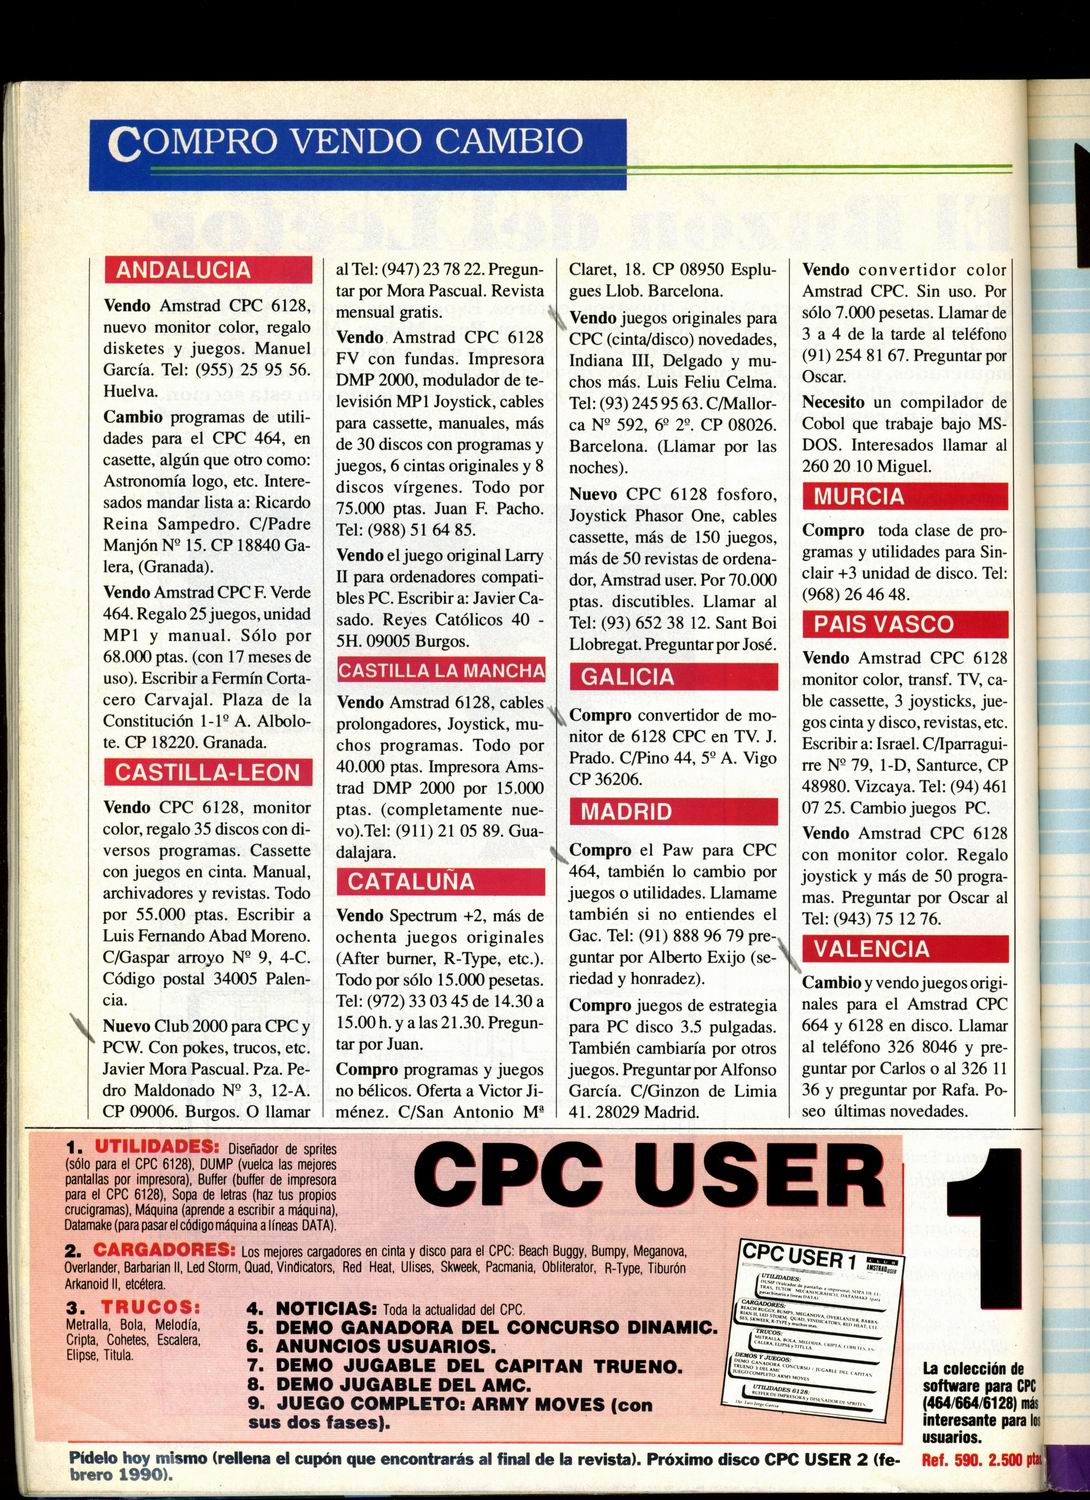 COMPRO VENDO CAMBIO
ANDALUCIA
Vendo Amstrad CPC 6128,
nuevo monitor color, regalo
disketes y juegos. Manuel
García. Tel: (955) 25 95 56.
Huelva.
Cambio programas de utili-
dades para el CPC 464, en
casette, algún que otro como:
Astronomía logo, etc. Intere-
sados mandar lista a: Ricardo
Reina Sampedro. C/Padre
Manjón Nº 15. CP 18840 Ga-
lera, (Granada).
Vendo Amstrad CPC F. Verde
464. Regalo 25 juegos, unidad
MP1 y manual. Sólo por
68.000 ptas. (con 17 meses de
uso). Escribir a Fermín Corta-
cero Carvajal. Plaza de la
Constitución 1-1º A. Albolo-
te. CP 18220. Granada.
CASTILLA-LEON
Vendo CPC 6128, monitor
color, regalo 35 discos con di-
versos programas. Cassette
con juegos en cinta. Manual,
archivadores y revistas. Todo
por 55.000 ptas. Escribir a
Luis Fernando Abad Moreno.
C/Gaspar arroyo Nº 9, 4-C.
Código postal 34005 Palen-
cia.
Nuevo Club 2000 para CPC y
PCW. Con pokes, trucos, etc.
Javier Mora Pascual. Pza. Pe-
dro Maldonado Nº 3, 12-A.
CP 09006. Burgos. O llamar
al Tel: (947) 23 78 22. Pregun-
tar por Mora Pascual. Revista
mensual gratis.
Vendo Amstrad CPC 6128
FV con fundas. Impresora
DMP 2000, modulador de te-
levisión MP1 Joystick, cables
para cassette, manuales, más
de 30 discos con programas y
juegos, 6 cintas originales y 8
discos vírgenes. Todo por
75.000 ptas. Juan F. Pacho.
Tel: (988) 51 64 85.
Vendo el juego original Larry
II para ordenadores compati-
bles PC. Escribir a: Javier Ca-
sado. Reyes Católicos 40 -
5H. 09005 Burgos.
CASTILLA LA MANCHA
Vendo Amstrad 6128, cables
prolongadores, Joystick, mu-
chos programas. Todo por
40.000 ptas. Impresora Ams-
trad DMP 2000 por 15.000
ptas. (completamente nue-
vo).Tel: (911) 21 05 89. Gua-
dalajara.
CATALUÑA
Vendo Spectrum +2, más de
ochenta juegos originales
(After burner, R-Type, etc.).
Todo por sólo 15.000 pesetas.
Tel: (972) 33 03 45 de 14.30 a
15.00 h. y a las 21.30. Pregun-
tar por Juan.
Compro programas y juegos
no bélicos. Oferta a Victor Ji-
ménez. C/San Antonio Mª
Claret, 18. CP 08950 Esplu-
gues Llob. Barcelona.
Vendo juegos originales para
CPC (cinta/disco) novedades,
Indiana III, Delgado y mu-
chos más. Luis Feliu Celma.
Tel: (93) 245 95 63. C/Mallor-
ca Nº 592, 6º 2º. CP 08026.
Barcelona. (Llamar por las
noches).
Nuevo CPC 6128 fosforo,
Joystick Phasor One, cables
cassette, más de 150 juegos,
más de 50 revistas de ordena-
dor, Amstrad user. Por 70.000
ptas. discutibles. Llamar al
Tel: (93) 652 38 12. Sant Boi
Llobregat. Preguntar por José.
GALICIA
Compro convertidor de mo-
nitor de 6128 CPC en TV. J.
Prado. C/Pino 44, 5º A. Vigo
CP 36206.
MADRID
Compro el Paw para CPC
464, también lo cambio por
juegos o utilidades. Llamame
también si no entiendes el
Gac. Tel: (91) 888 96 79 pre-
guntar por Alberto Exijo (se-
riedad y honradez).
Compro juegos de estrategia
para PC disco 3.5 pulgadas.
También cambiaría por otros
juegos. Preguntar por Alfonso
García. C/Ginzon de Limia
41. 28029 Madrid.
Vendo convertidor color
Amstrad CPC. Sin uso. Por
sólo 7.000 pesetas. Llamar de
3 a 4 de la tarde al teléfono
(91) 254 81 67. Preguntar por
Oscar.
Necesito un compilador de
Cobol que trabaje bajo MS-
DOS. Interesados llamar al
260 20 10 Miguel.
MURCIA
Compro toda clase de pro-
gramas y utilidades para Sin-
clair +3 unidad de disco. Tel:
(968) 26 46 48.
PAIS VASCO
Vendo Amstrad CPC 6128
monitor color, transf. TV, ca-
ble cassette, 3 joysticks, jue-
gos cinta y disco, revistas, etc.
Escribir a: Israel. C/Iparragui-
rre Nº 79, 1-D, Santurce, CP
48980. Vizcaya. Tel: (94) 461
07 25. Cambio juegos PC.
Vendo Amstrad CPC 6128
con monitor color. Regalo
joystick y más de 50 progra-
mas. Preguntar por Oscar al
Tel: (943) 75 12 76.
VALENCIA
Cambio y vendo juegos origi-
nales para el Amstrad CPC
664 y 6128 en disco. Llamar
al teléfono 326 8046 y pre-
guntar por Carlos o al 326 11
36 y preguntar por Rafa. Po-
seo últimas novedades.
CPC USER 1
1. UTILIDADES: Diseñador de sprites
(sólo para el CPC 6128), DUMP (vuelca las mejores
pantallas por impresora), Buffer (buffer de impresora
para el CPC 6128), Sopa de letras (haz tus propios
crucigramas), Máquina (aprende a escribir a máquina),
Datamake (para pasar el código máquina a líneas DATA).
2. CARGADORES: Los mejores cargadores en cinta y disco para el CPC: Beach Buggy, Bumpy, Meganova,
Overlander, Barbarian II, Led Storm, Quad, Vindicators, Red Heat, Ulises, Skweek, Pacmania, Obliterator, R-Type, Tiburón
Arkanoid II, etcétera.
3. TRUCOS:
Metralla, Bola, Melodía,
Cripta, Cohetes, Escalera,
Elipse, Titula.
4. NOTICIAS: Toda la actualidad del CPC.
5. DEMO GANADORA DEL CONCURSO DINAMIC.
6. ANUNCIOS USUARIOS.
7. DEMO JUGABLE DEL CAPITAN TRUENO.
8. DEMO JUGABLE DEL AMC.
9. JUEGO COMPLETO: ARMY MOVES (con
sus dos fases).
CPC USER 1
CLUB
AMSTRAD USER
UTILIDADES:
CARGADORES:
TRUCOS:
DEMOS Y JUEGOS:
JUEGO COMPLETO: ARMY MOVES
UTILIDADES 6128:
BUFFER DE IMPRESORA y DISEÑADOR DE SPRITES
La colección de
software para CPC
(464/664/6128) más
interesante para los
usuarios.
Ref. 590. 2.500 ptas
Pídelo hoy mismo (rellena el cupón que encontrarás al final de la revista). Próximo disco CPC USER 2 (fe-
brero 1990).